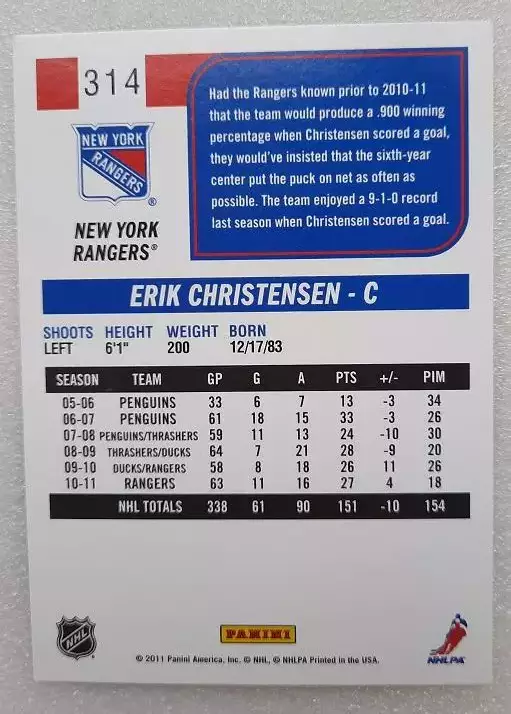 314
Had the Rangers known prior to 2010-11
that the team would produce a .900 winning
percentage when Christensen scored a goal,
they would've insisted that the sixth-year
center put the puck on net as often as
possible. The team enjoyed a 9-1-0 record
last season when Christensen scored a goal.
NEW YORK
RANGERS
®
NEW YORK
RANGERS®
ERIK CHRISTENSEN - C
SHOOTS HEIGHT WEIGHT BORN
LEFT 6'1" 200 12/17/83
SEASON TEAM GP G A PTS +/- PIM
05-06 PENGUINS 33 6 7 13 -3 34
06-07 PENGUINS 61 18 15 33 -3 26
07-08 PENGUINS/THRASHERS 59 11 13 24 -10 30
08-09 THRASHERS/DUCKS 64 7 21 28 -9 20
09-10 DUCKS/RANGERS 58 8 18 26 11 26
10-11 RANGERS 63 11 16 27 4 18
NHL TOTALS 338 61 90 151 -10 154
NHL
PANINI
NHLPA
© 2011 Panini America, Inc. © NHL, © NHLPA Printed in the USA.